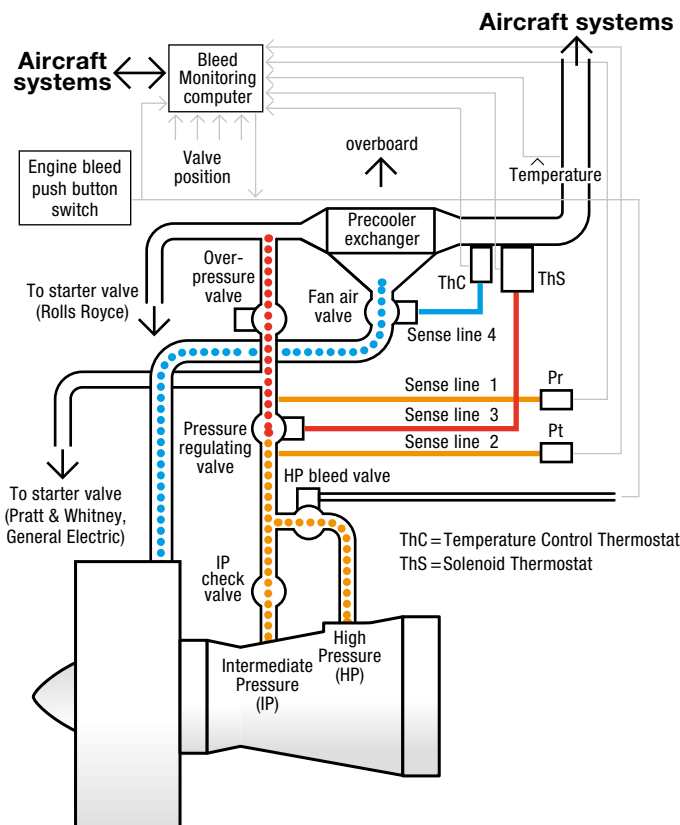 Aircraft systems
Aircraft
systems
Bleed
Monitoring
computer
Engine bleed
push button
switch
Valve
position
overboard
Temperature
Precooler
exchanger
Over-
pressure
valve
Fan air
valve
ThC
ThS
To starter valve
(Rolls Royce)
Sense line 4
Sense line 1
Pr
Sense line 3
Pressure
regulating
valve
Sense line 2
Pt
HP bleed valve
To starter valve
(Pratt & Whitney,
General Electric)
ThC=Temperature Control Thermostat
ThS=Solenoid Thermostat
IP
check
valve
Intermediate
Pressure
(IP)
High
Pressure
(HP)